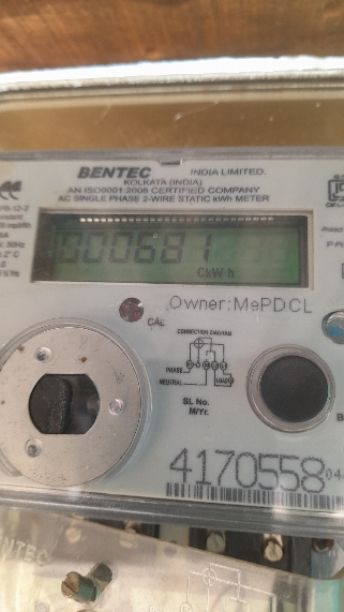 BENTEC INDIA LIMITED.
KOLKATA (INDIA)
AN ISO9001:2008 CERTIFIED COMPANY
AC SINGLE PHASE 2-WIRE STATIC kWh METER
000681
CkWh
Owner:MePDCL
CAL
CONNECTION DIAGRAM
PHASE
NEUTRAL
LOAD
SL No.
M/Yr.
4170558